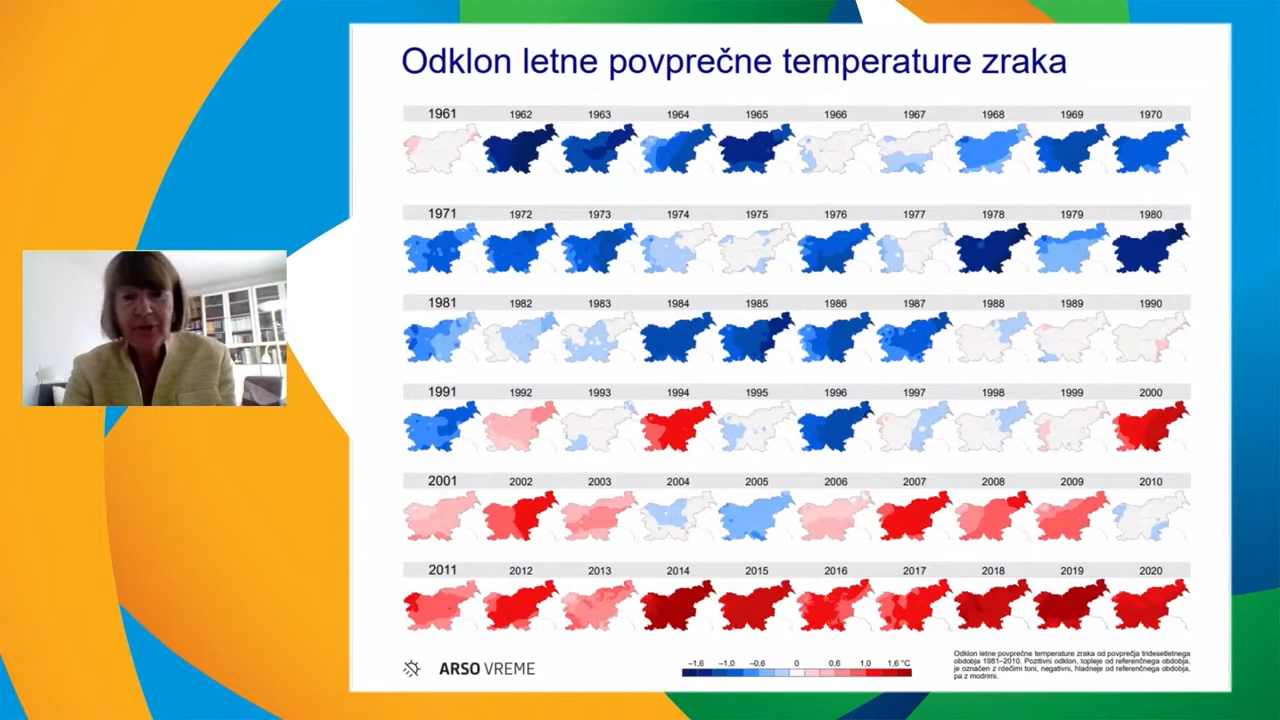 Odklon letne povprečne temperature zraka
1961 1962 1963 1964 1965 1966 1967 1968 1969 1970
1971 1972 1973 1974 1975 1976 1977 1978 1979 1980
1981 1982 1983 1984 1985 1986 1987 1988 1989 1990
1991 1992 1993 1994 1995 1996 1997 1998 1999 2000
2001 2002 2003 2004 2005 2006 2007 2008 2009 2010
2011 2012 2013 2014 2015 2016 2017 2018 2019 2020
ARSO VREME
−1,6 −1,0 −0,6 0 0,6 1,0 1,6 °C
Odklon letne povprečne temperature zraka od povprečja tridesetletnega
obdobja 1981–2010. Pozitivni odklon, topleje od referenčnega obdobja,
je označen z rdečimi toni, negativni, hladneje od referenčnega obdobja,
pa z modrimi.